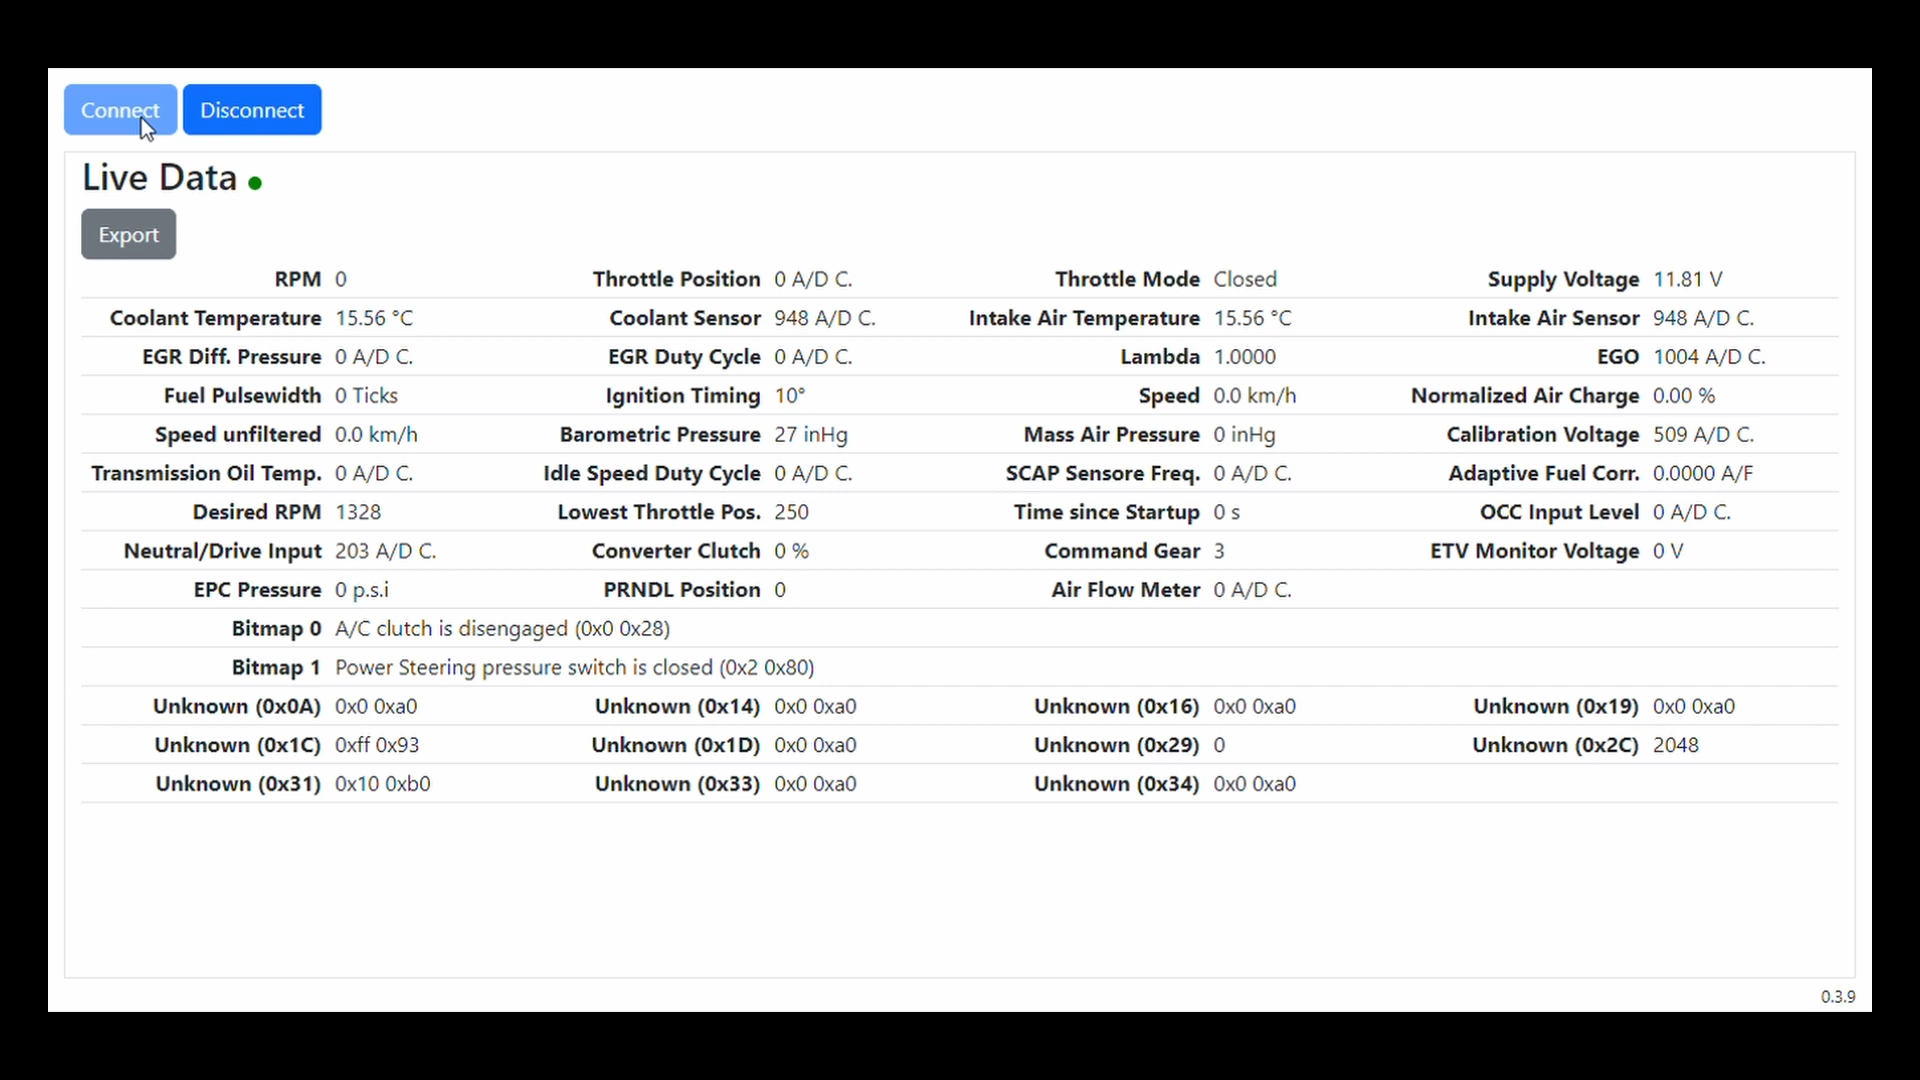 Connect Disconnect
Live Data
Export
RPM 0 Throttle Position 0 A/D C. Throttle Mode Closed Supply Voltage 11.81 V
Coolant Temperature 15.56 °C Coolant Sensor 948 A/D C. Intake Air Temperature 15.56 °C Intake Air Sensor 948 A/D C.
EGR Diff. Pressure 0 A/D C. EGR Duty Cycle 0 A/D C. Lambda 1.0000 EGO 1004 A/D C.
Fuel Pulsewidth 0 Ticks Ignition Timing 10° Speed 0.0 km/h Normalized Air Charge 0.00 %
Speed unfiltered 0.0 km/h Barometric Pressure 27 inHg Mass Air Pressure 0 inHg Calibration Voltage 509 A/D C.
Transmission Oil Temp. 0 A/D C. Idle Speed Duty Cycle 0 A/D C. SCAP Sensore Freq. 0 A/D C. Adaptive Fuel Corr. 0.0000 A/F
Desired RPM 1328 Lowest Throttle Pos. 250 Time since Startup 0 s OCC Input Level 0 A/D C.
Neutral/Drive Input 203 A/D C. Converter Clutch 0 % Command Gear 3 ETV Monitor Voltage 0 V
EPC Pressure 0 p.s.i PRNDL Position 0 Air Flow Meter 0 A/D C.
Bitmap 0 A/C clutch is disengaged (0x0 0x28)
Bitmap 1 Power Steering pressure switch is closed (0x2 0x80)
Unknown (0x0A) 0x0 0xa0 Unknown (0x14) 0x0 0xa0 Unknown (0x16) 0x0 0xa0 Unknown (0x19) 0x0 0xa0
Unknown (0x1C) 0xff 0x93 Unknown (0x1D) 0x0 0xa0 Unknown (0x29) 0 Unknown (0x2C) 2048
Unknown (0x31) 0x10 0xb0 Unknown (0x33) 0x0 0xa0 Unknown (0x34) 0x0 0xa0
0.3.9